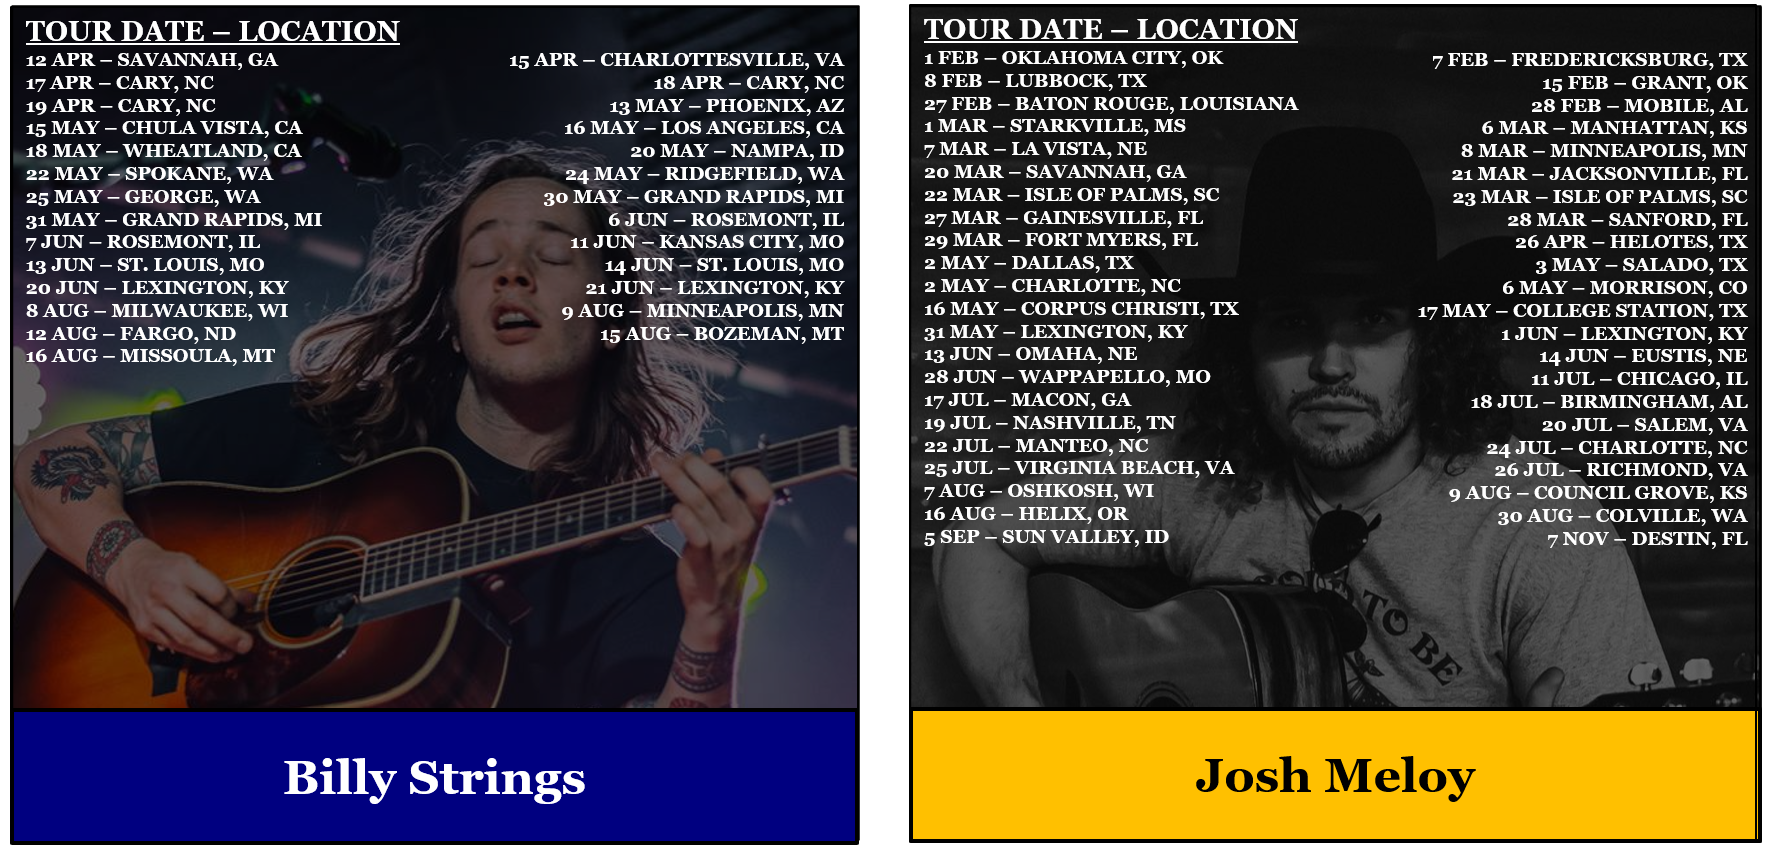 TOUR DATE – LOCATION
12 APR – SAVANNAH, GA
15 APR – CHARLOTTESVILLE, VA
17 APR – CARY, NC
18 APR – CARY, NC
19 APR – CARY, NC
13 MAY – PHOENIX, AZ
15 MAY – CHULA VISTA, CA
16 MAY – LOS ANGELES, CA
18 MAY – WHEATLAND, CA
20 MAY – NAMPA, ID
22 MAY – SPOKANE, WA
24 MAY – RIDGEFIELD, WA
25 MAY – GEORGE, WA
30 MAY – GRAND RAPIDS, MI
31 MAY – GRAND RAPIDS, MI
6 JUN – ROSEMONT, IL
7 JUN – ROSEMONT, IL
11 JUN – KANSAS CITY, MO
13 JUN – ST. LOUIS, MO
14 JUN – ST. LOUIS, MO
20 JUN – LEXINGTON, KY
21 JUN – LEXINGTON, KY
8 AUG – MILWAUKEE, WI
9 AUG – MINNEAPOLIS, MN
12 AUG – FARGO, ND
15 AUG – BOZEMAN, MT
16 AUG – MISSOULA, MT
Billy Strings
TOUR DATE – LOCATION
1 FEB – OKLAHOMA CITY, OK
7 FEB – FREDERICKSBURG, TX
8 FEB – LUBBOCK, TX
15 FEB – GRANT, OK
27 FEB – BATON ROUGE, LOUISIANA
28 FEB – MOBILE, AL
1 MAR – STARKVILLE, MS
6 MAR – MANHATTAN, KS
7 MAR – LA VISTA, NE
8 MAR – MINNEAPOLIS, MN
20 MAR – SAVANNAH, GA
21 MAR – JACKSONVILLE, FL
22 MAR – ISLE OF PALMS, SC
23 MAR – ISLE OF PALMS, SC
27 MAR – GAINESVILLE, FL
28 MAR – SANFORD, FL
29 MAR – FORT MYERS, FL
26 APR – HELOTES, TX
2 MAY – DALLAS, TX
3 MAY – SALADO, TX
2 MAY – CHARLOTTE, NC
6 MAY – MORRISON, CO
16 MAY – CORPUS CHRISTI, TX
17 MAY – COLLEGE STATION, TX
31 MAY – LEXINGTON, KY
1 JUN – LEXINGTON, KY
13 JUN – OMAHA, NE
14 JUN – EUSTIS, NE
28 JUN – WAPPAPELLO, MO
11 JUL – CHICAGO, IL
17 JUL – MACON, GA
18 JUL – BIRMINGHAM, AL
19 JUL – NASHVILLE, TN
20 JUL – SALEM, VA
22 JUL – MANTEO, NC
24 JUL – CHARLOTTE, NC
25 JUL – VIRGINIA BEACH, VA
26 JUL – RICHMOND, VA
7 AUG – OSHKOSH, WI
9 AUG – COUNCIL GROVE, KS
16 AUG – HELIX, OR
30 AUG – COLVILLE, WA
5 SEP – SUN VALLEY, ID
7 NOV – DESTIN, FL
TO BE
Josh Meloy